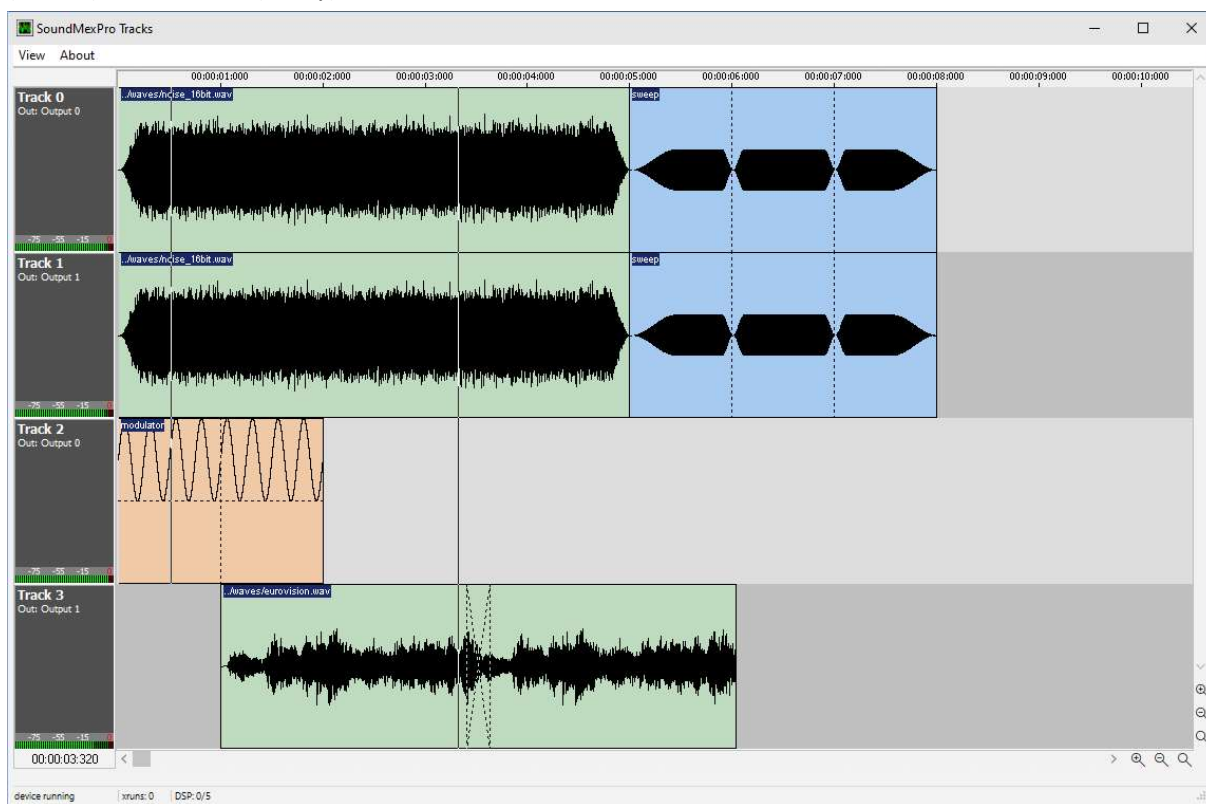 SoundMexPro Tracks
View About
00:00:01:000 00:00:02:000 00:00:03:000 00:00:04:000 00:00:05:000 00:00:06:000 00:00:07:000 00:00:08:000 00:00:09:000 00:00:10:000
Track 0
Out: Output 0
../waves/noise_16bit.wav
sweep
-75 -55 -15 0
Track 1
Out: Output 1
../waves/noise_16bit.wav
sweep
-75 -55 -15 0
Track 2
Out: Output 0
modulator
-75 -55 -15 0
Track 3
Out: Output 1
../waves/eurovision.wav
-75 -55 -15 0
00:00:03:320
device running xruns: 0 DSP: 0/5